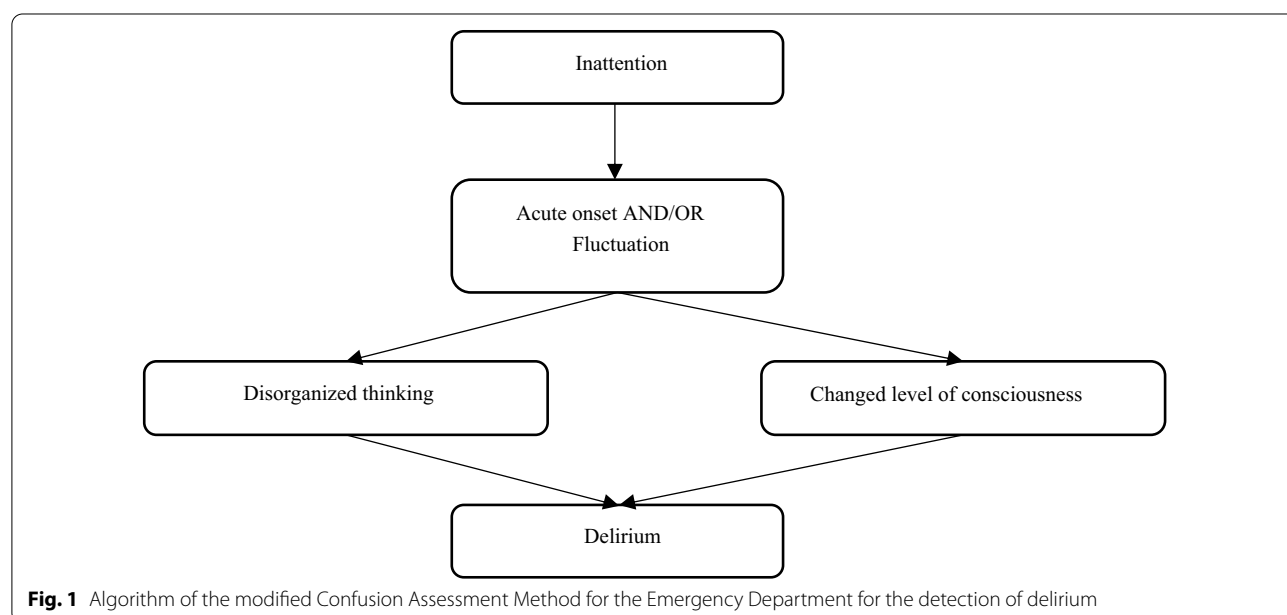 Inattention
Acute onset AND/OR
Fluctuation
Disorganized thinking
Changed level of consciousness
Delirium
Fig. 1 Algorithm of the modified Confusion Assessment Method for the Emergency Department for the detection of delirium